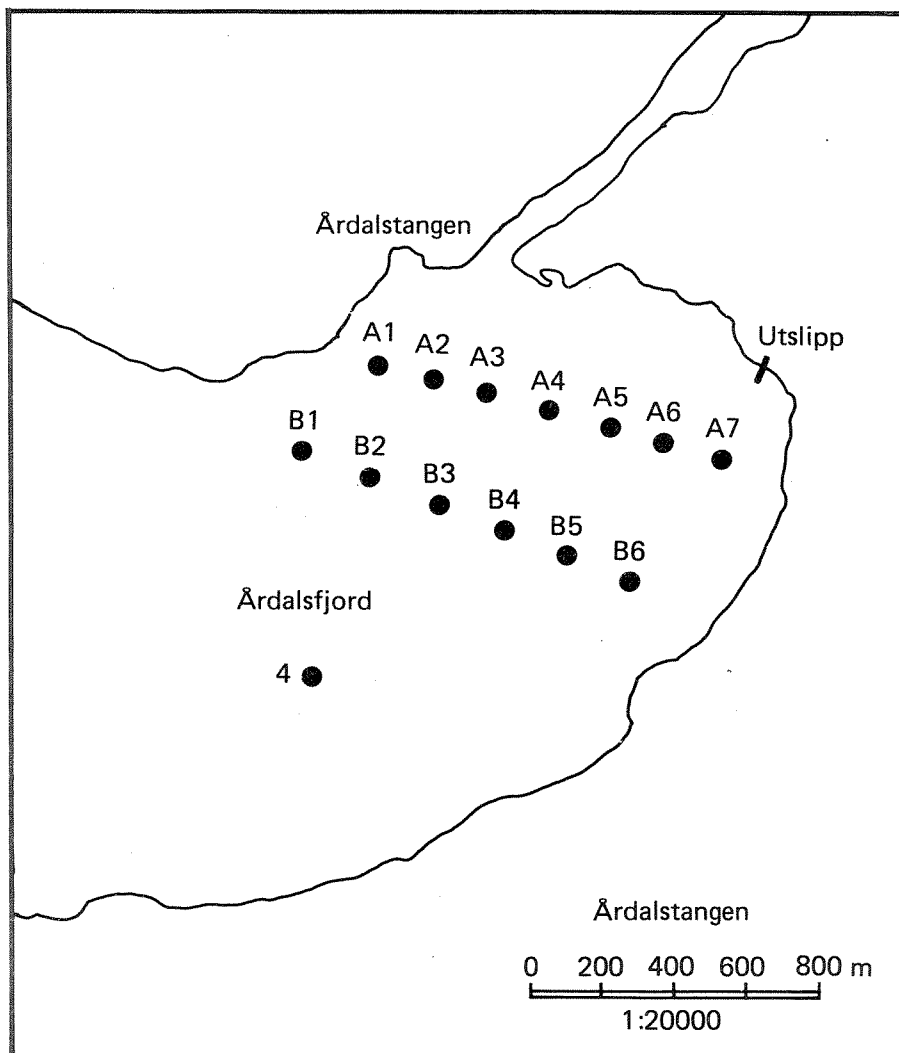 Årdalstangen
Utslipp
A1
A2
A3
A4
A5
A6
A7
B1
B2
B3
B4
B5
B6
Årdalsfjord
4
Årdalstangen
0 200 400 600 800 m
1:20000